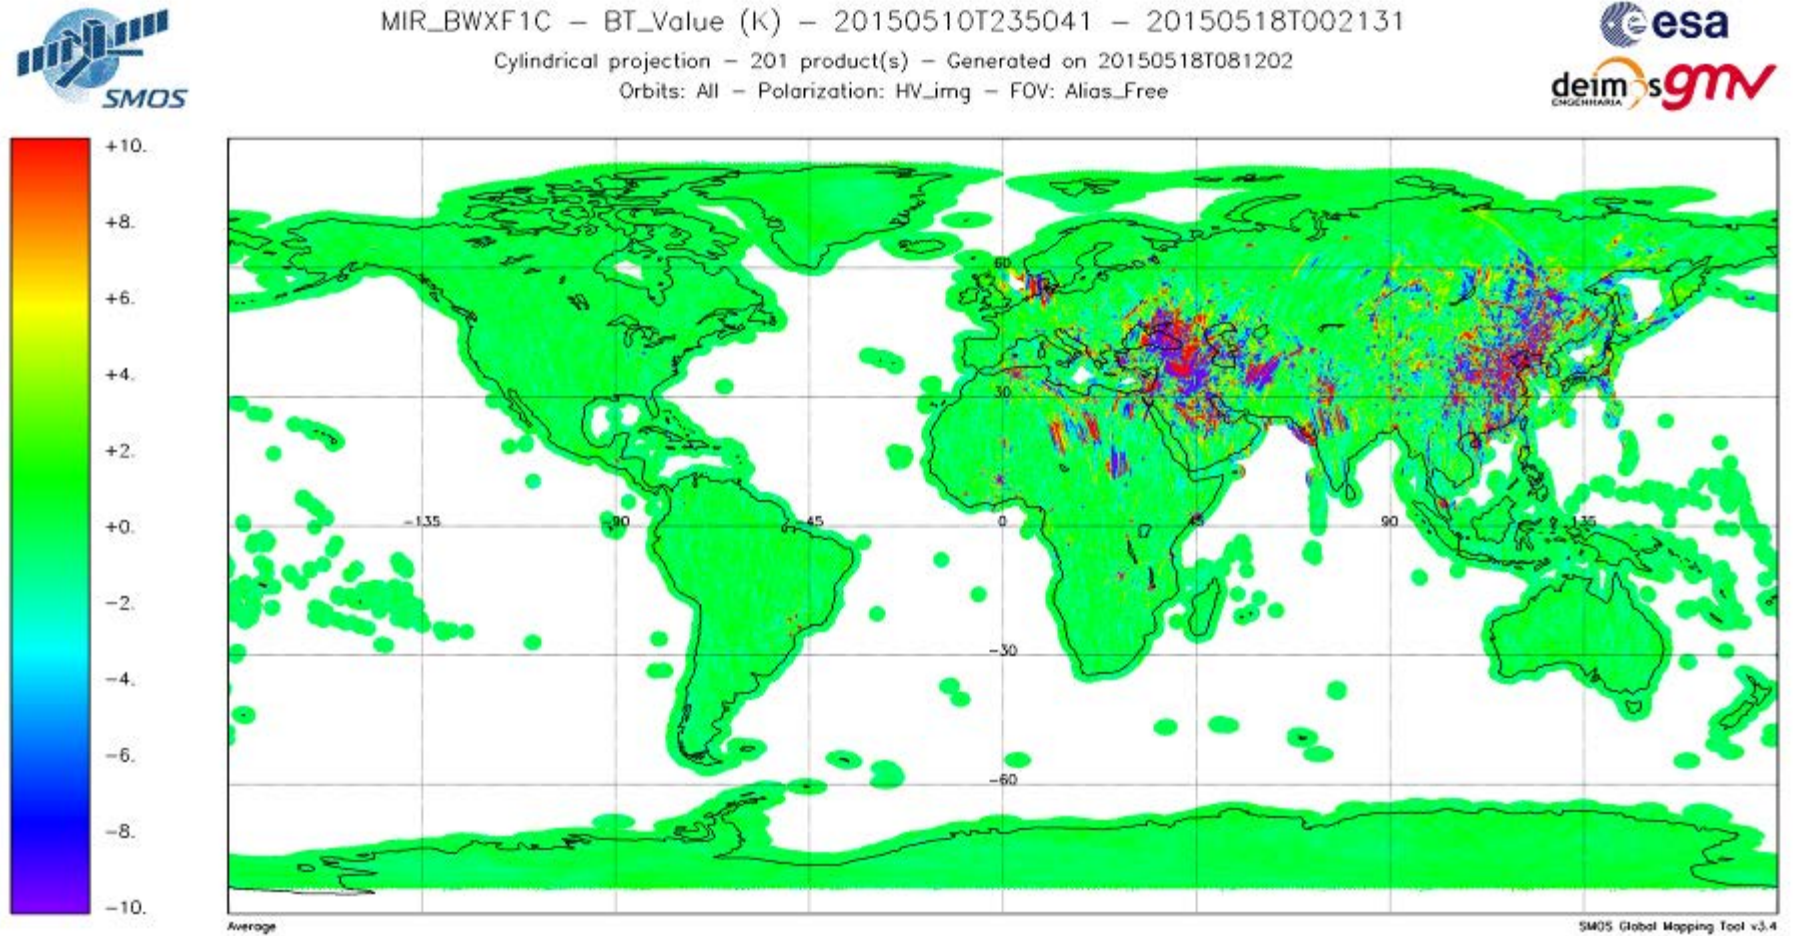 MIR_BWXF1C – BT_Value (K) – 20150510T235041 – 20150518T002131
Cylindrical projection – 201 product(s) – Generated on 20150518T081202
Orbits: All – Polarization: HV_img – FOV: Alias_Free
SMOS
esa
deimos
ENGENHARIA
gmv
+10.
+8.
+6.
+4.
+2.
+0.
−2.
−4.
−6.
−8.
−10.
60
30
−135
−90
−45
0
45
90
135
−30
−60
Average
SMOS Global Mapping Tool v3.4